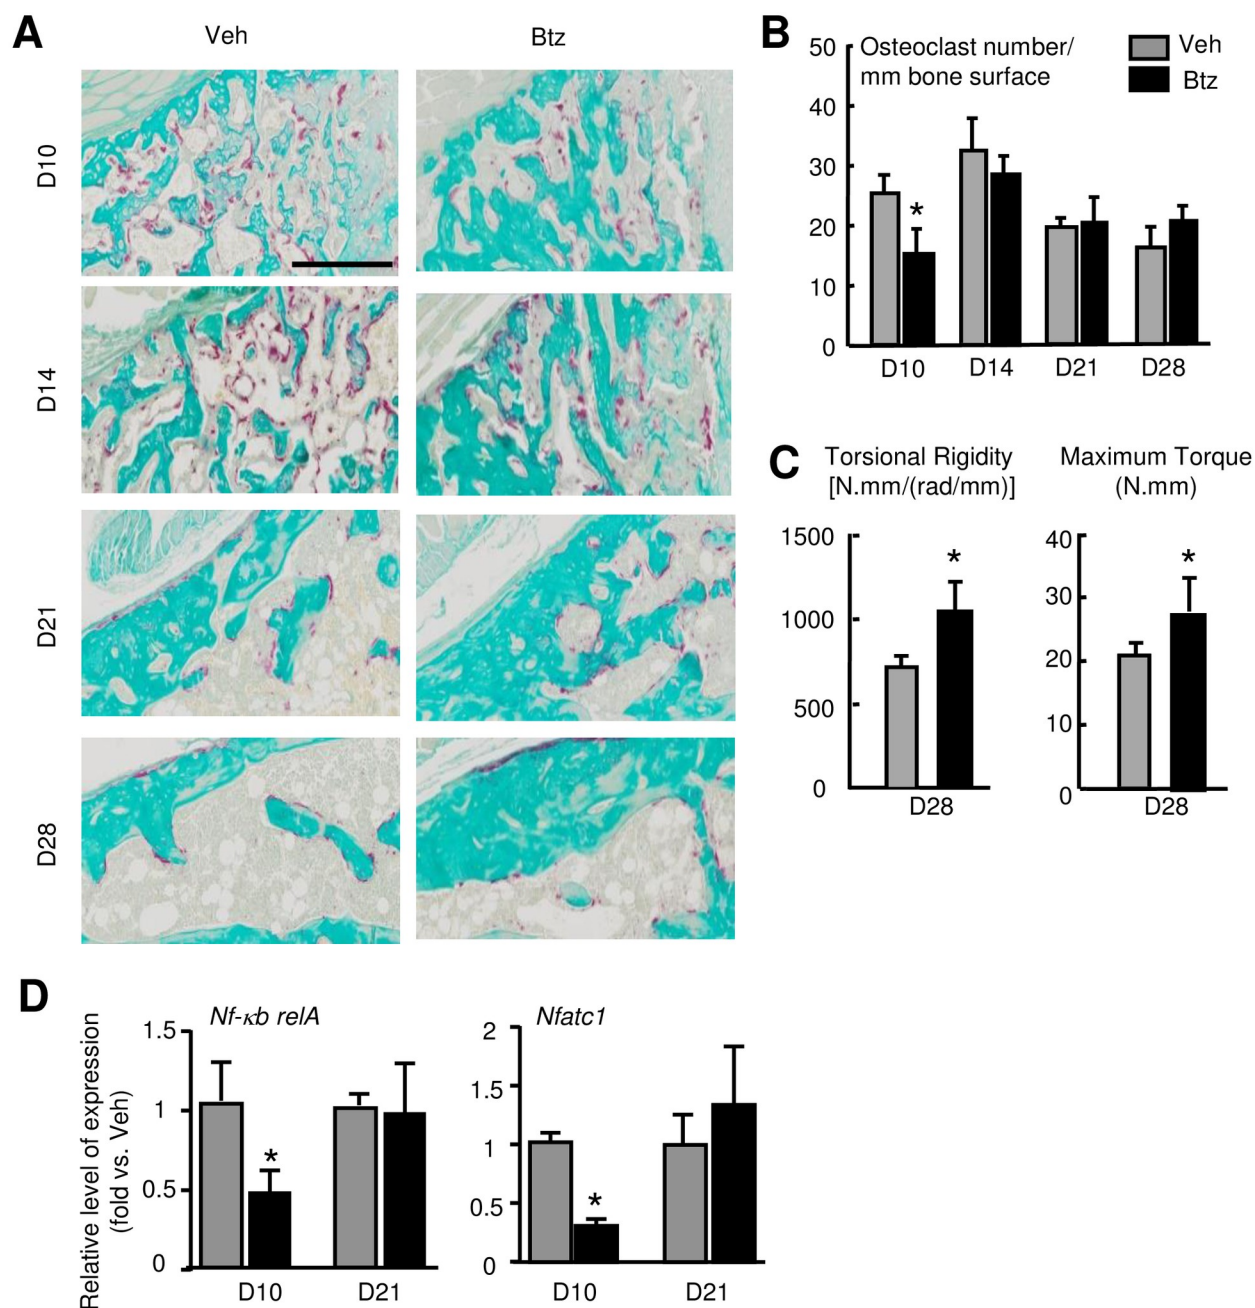 A
Veh
Btz
D10
D14
D21
D28
B
Osteoclast number/
mm bone surface
Veh
Btz
50
40
30
20
10
0
D10
D14
D21
D28
*
C
Torsional Rigidity
[N.mm/(rad/mm)]
1500
1000
500
0
*
D28
Maximum Torque
(N.mm)
40
30
20
10
0
*
D28
D
Relative level of expression
(fold vs. Veh)
Nf-κb relA
1.5
1
0.5
0
*
D10
D21
Nfatc1
2
1.5
1
0.5
0
*
D10
D21